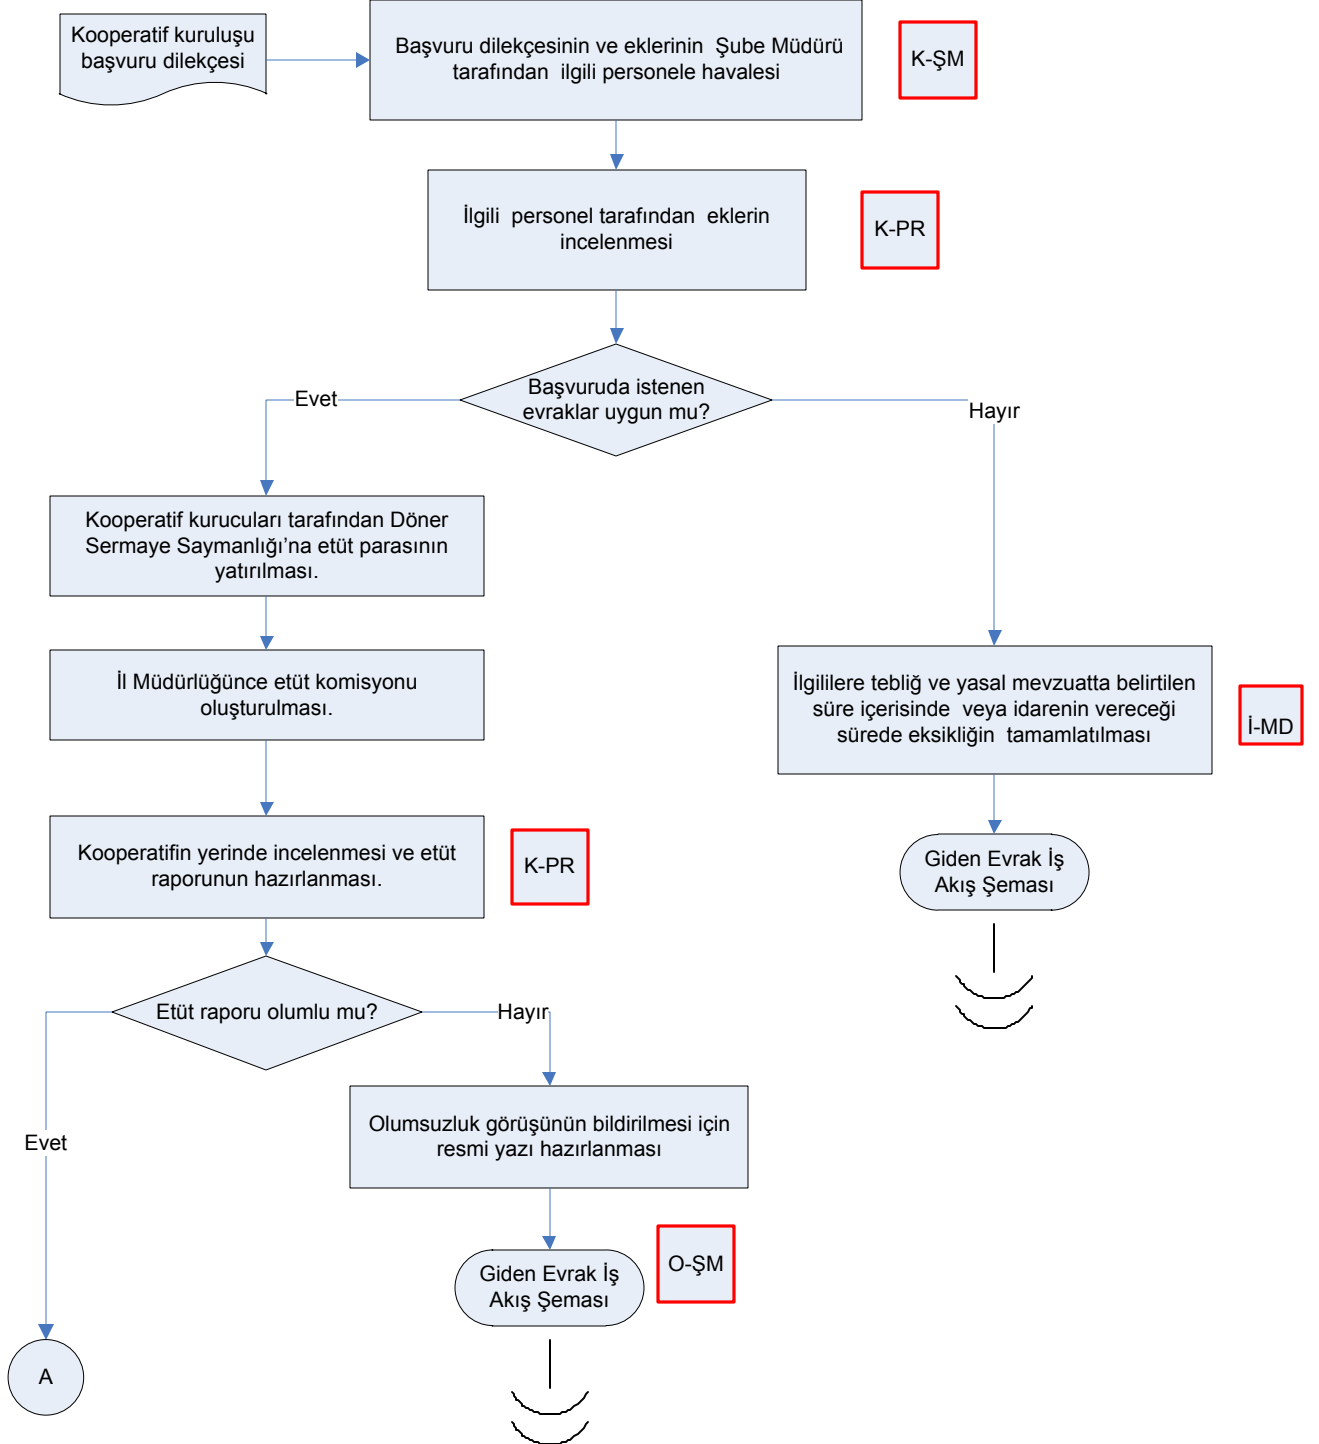 Kooperatif kuruluşu
başvuru dilekçesi
Başvuru dilekçesinin ve eklerinin Şube Müdürü
tarafından ilgili personele havalesi
K-ŞM
İlgili personel tarafından eklerin
incelenmesi
K-PR
Başvuruda istenen
evraklar uygun mu?
Evet
Hayır
Kooperatif kurucuları tarafından Döner
Sermaye Saymanlığı’na etüt parasının
yatırılması.
İl Müdürlüğünce etüt komisyonu
oluşturulması.
İlgililere tebliğ ve yasal mevzuatta belirtilen
süre içerisinde veya idarenin vereceği
sürede eksikliğin tamamlatılması
İ-MD
Kooperatifin yerinde incelenmesi ve etüt
raporunun hazırlanması.
K-PR
Giden Evrak İş
Akış Şeması
Etüt raporu olumlu mu?
Hayır
Evet
Olumsuzluk görüşünün bildirilmesi için
resmi yazı hazırlanması
Giden Evrak İş
Akış Şeması
O-ŞM
A